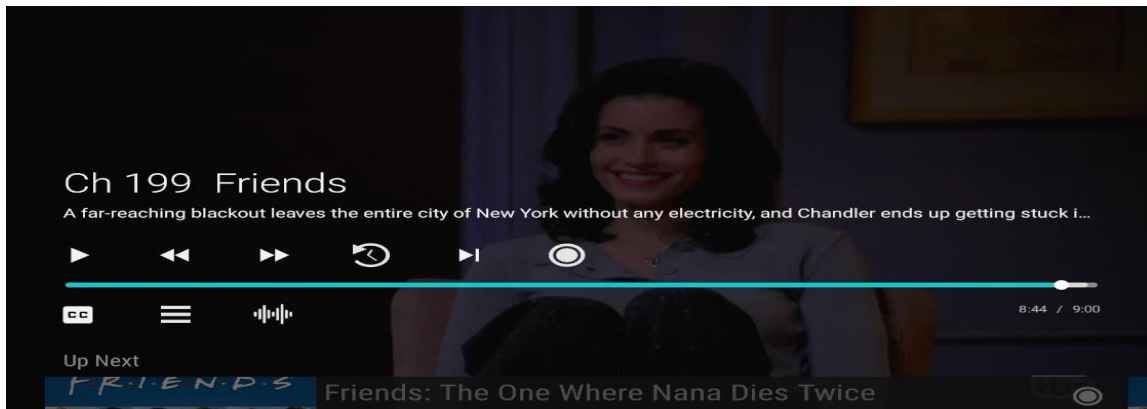 Ch 199 Friends
A far-reaching blackout leaves the entire city of New York without any electricity, and Chandler ends up getting stuck i...
CC
8:44 / 9:00
Up Next
F·R·I·E·N·D·S
Friends: The One Where Nana Dies Twice